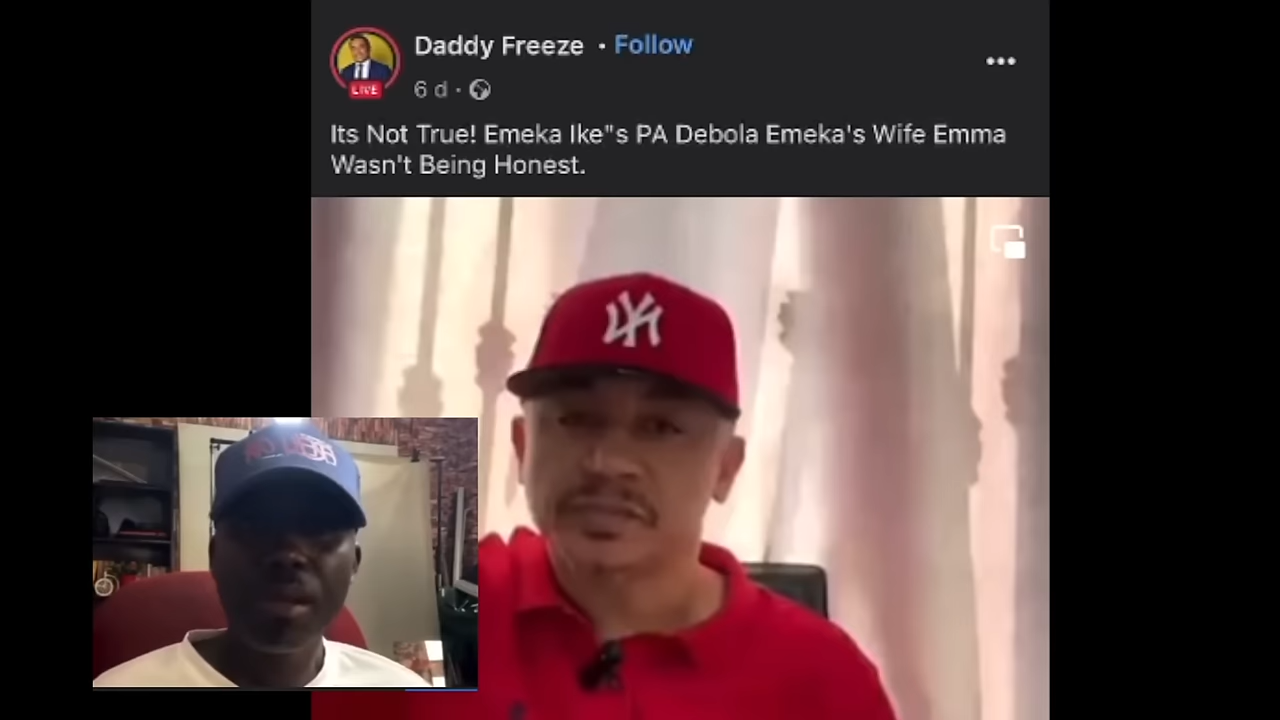 Daddy Freeze · Follow
LIVE
6 d ·
Its Not True! Emeka Ike"s PA Debola Emeka's Wife Emma
Wasn't Being Honest.
NY